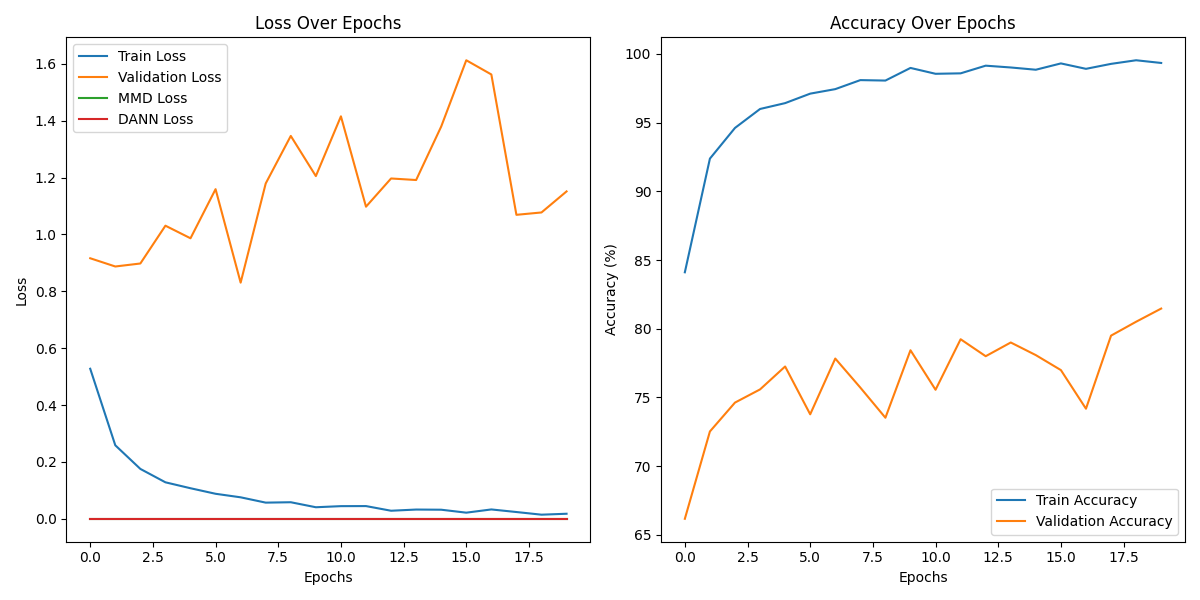 Loss Over Epochs
Train Loss
Validation Loss
MMD Loss
DANN Loss
1.6
1.4
1.2
1.0
0.8
0.6
0.4
0.2
0.0
Loss
0.0 2.5 5.0 7.5 10.0 12.5 15.0 17.5
Epochs
Accuracy Over Epochs
100
95
90
85
80
75
70
65
Accuracy (%)
Train Accuracy
Validation Accuracy
0.0 2.5 5.0 7.5 10.0 12.5 15.0 17.5
Epochs